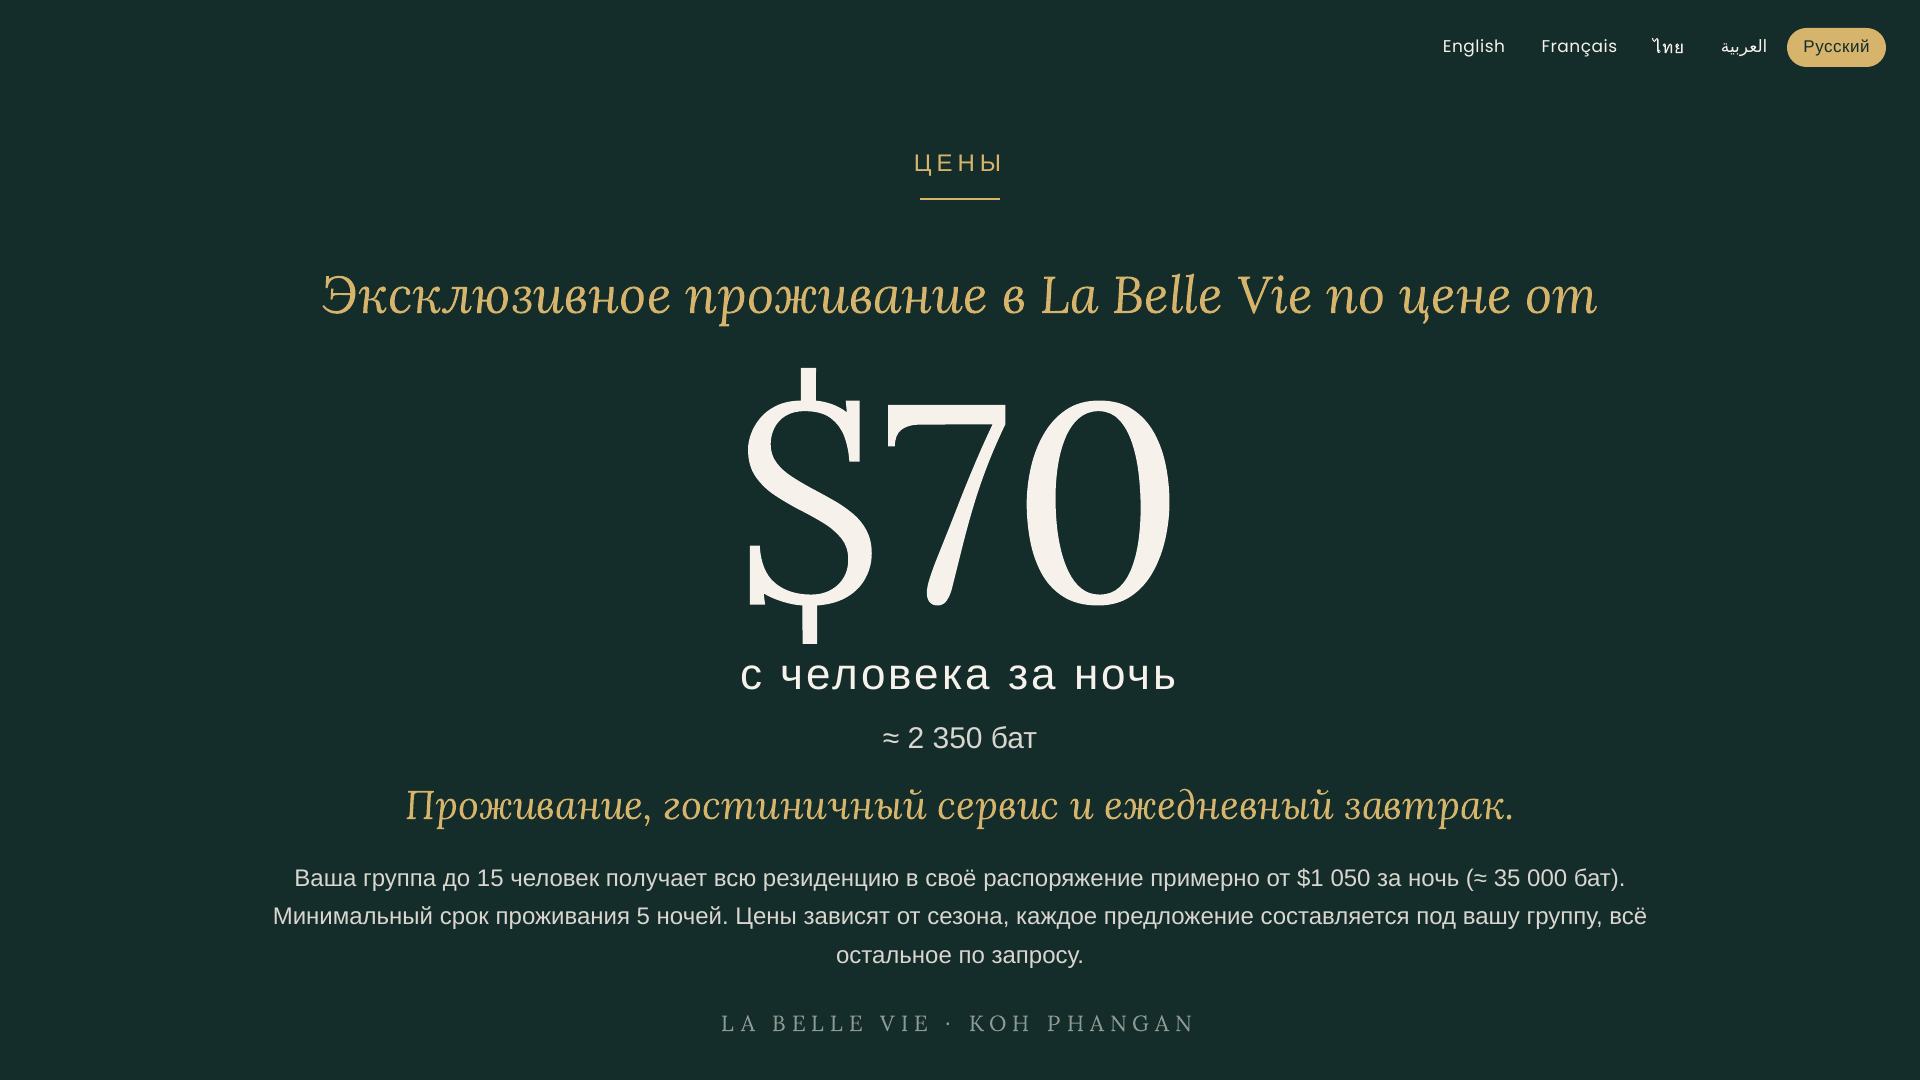 English Français ไทย العربية Русский
ЦЕНЫ
Эксклюзивное проживание в La Belle Vie по цене от
$70
с человека за ночь
≈ 2 350 бат
Проживание, гостиничный сервис и ежедневный завтрак.
Ваша группа до 15 человек получает всю резиденцию в своё распоряжение примерно от $1 050 за ночь (≈ 35 000 бат).
Минимальный срок проживания 5 ночей. Цены зависят от сезона, каждое предложение составляется под вашу группу, всё
остальное по запросу.
LA BELLE VIE · KOH PHANGAN